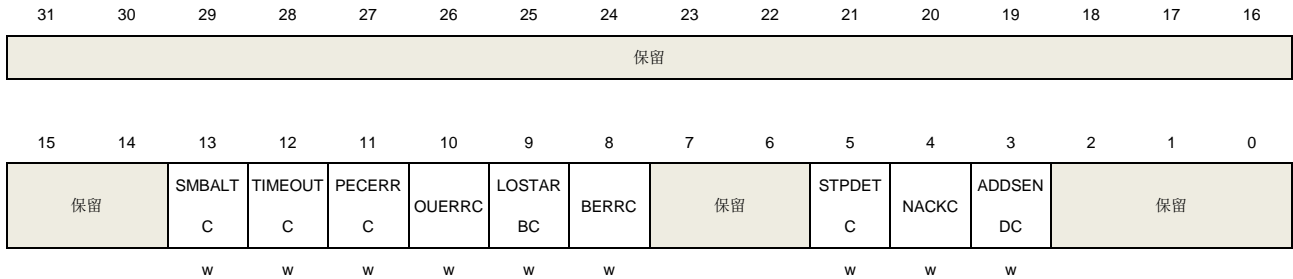 31 30 29 28 27 26 25 24 23 22 21 20 19 18 17 16
保留
15 14 13 12 11 10 9 8 7 6 5 4 3 2 1 0
保留 SMBALT C TIMEOUT C PECERR C OUERRC LOSTAR BC BERRC 保留 STPDET C NACKC ADDSEN DC 保留
w w w w w w w w w